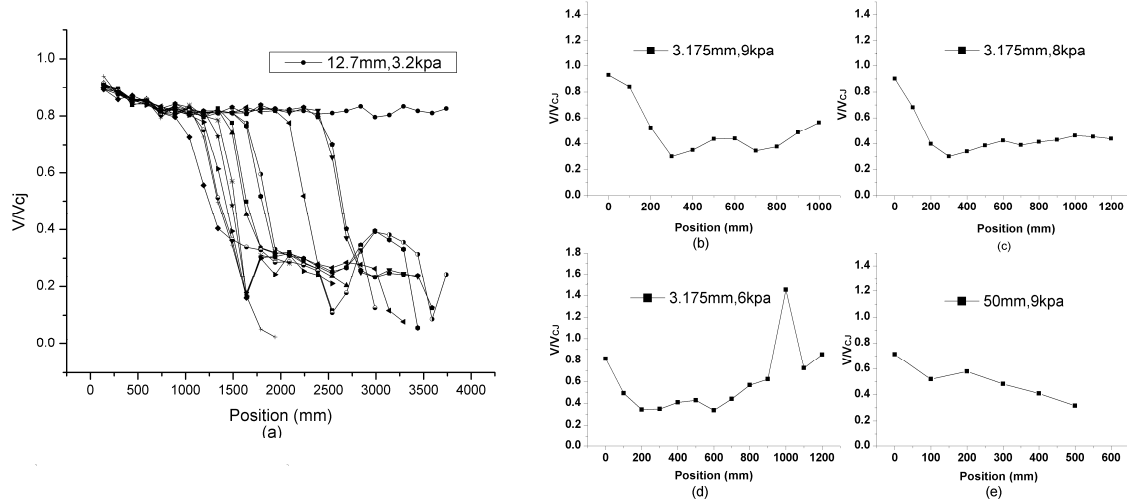 12.7mm,3.2kpa
1.0
0.8
0.6
0.4
0.2
0.0
V/Vcj
0 500 1000 1500 2000 2500 3000 3500 4000
Position (mm)
(a)
3.175mm,9kpa
1.4
1.2
1.0
0.8
0.6
0.4
0.2
0.0
V/VCJ
0 200 400 600 800 1000
Position (mm)
(b)
3.175mm,8kpa
1.4
1.2
1.0
0.8
0.6
0.4
0.2
0.0
V/VCJ
0 200 400 600 800 1000 1200
Position (mm)
(c)
3.175mm,6kpa
1.8
1.6
1.4
1.2
1.0
0.8
0.6
0.4
0.2
0.0
V/VCJ
0 200 400 600 800 1000 1200
Position (mm)
(d)
50mm,9kpa
1.4
1.2
1.0
0.8
0.6
0.4
0.2
0.0
V/VCJ
0 100 200 300 400 500 600
Position (mm)
(e)